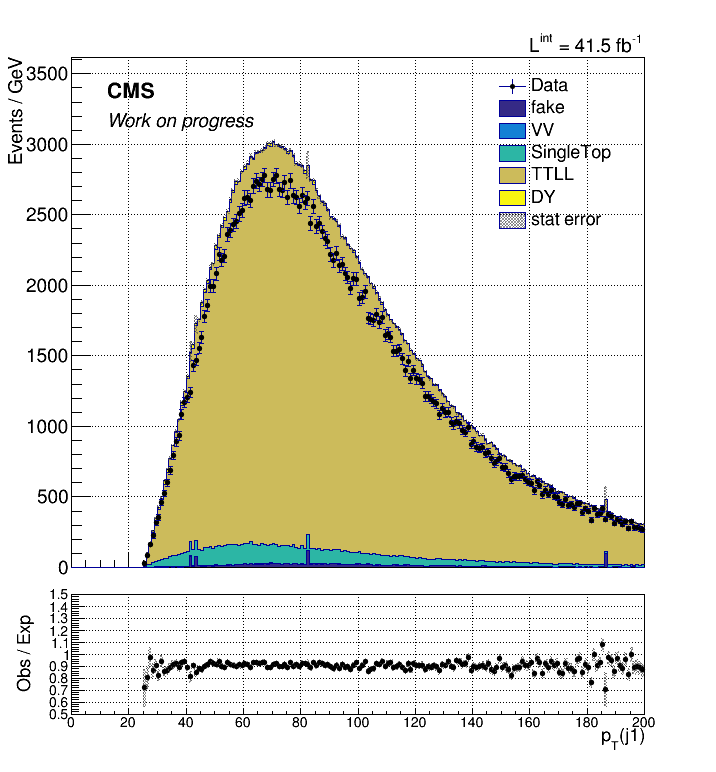 L^int = 41.5 fb^-1
Events / GeV
3500
3000
2500
2000
1500
1000
500
0
CMS
Work on progress
Data
fake
VV
SingleTop
TTLL
DY
stat error
Obs / Exp
1.5
1.4
1.3
1.2
1.1
1
0.9
0.8
0.7
0.6
0.5
0 20 40 60 80 100 120 140 160 180 200
p_T(j1)